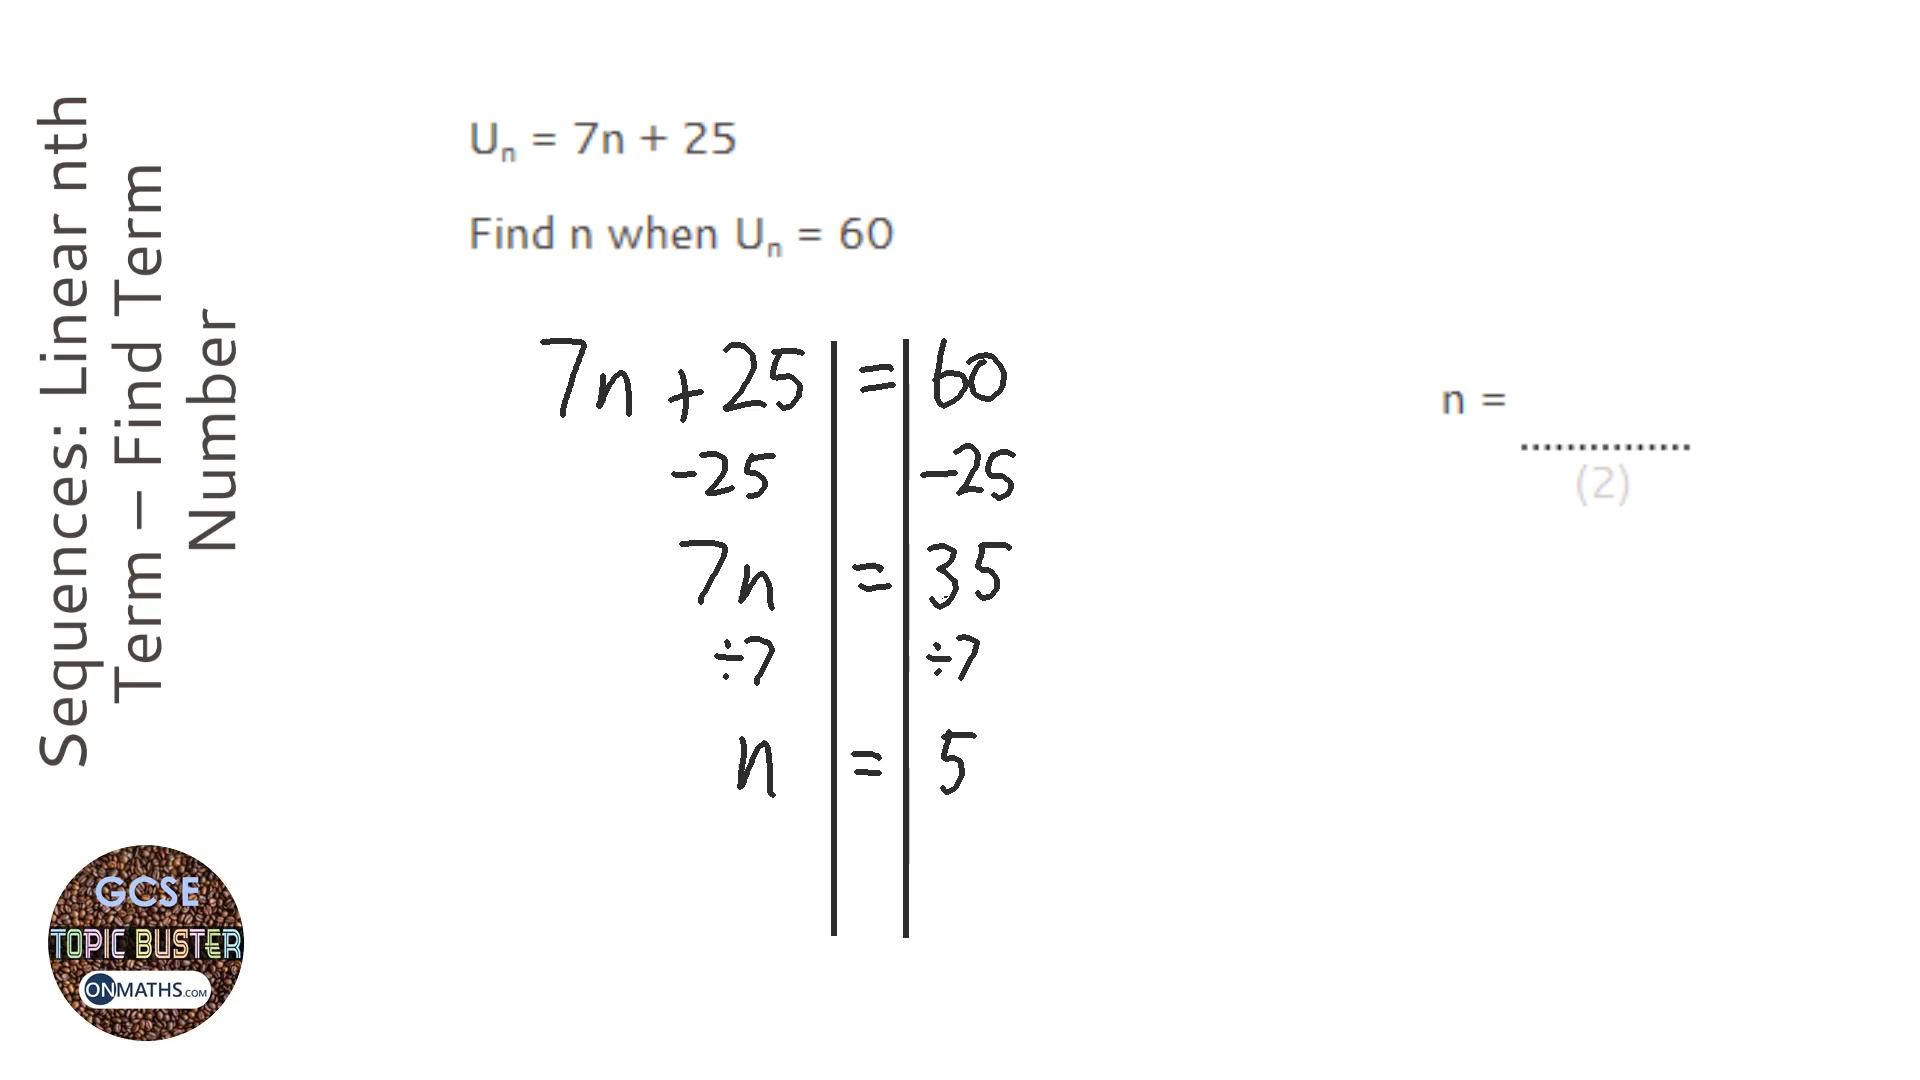 Sequences: Linear nth
Term – Find Term
Number
Uₙ = 7n + 25
Find n when Uₙ = 60
7n + 25 = 60
-25 -25
7n = 35
÷7 ÷7
n = 5
n =
...............
(2)
GCSE
TOPIC BUSTER
ONMATHS.COM